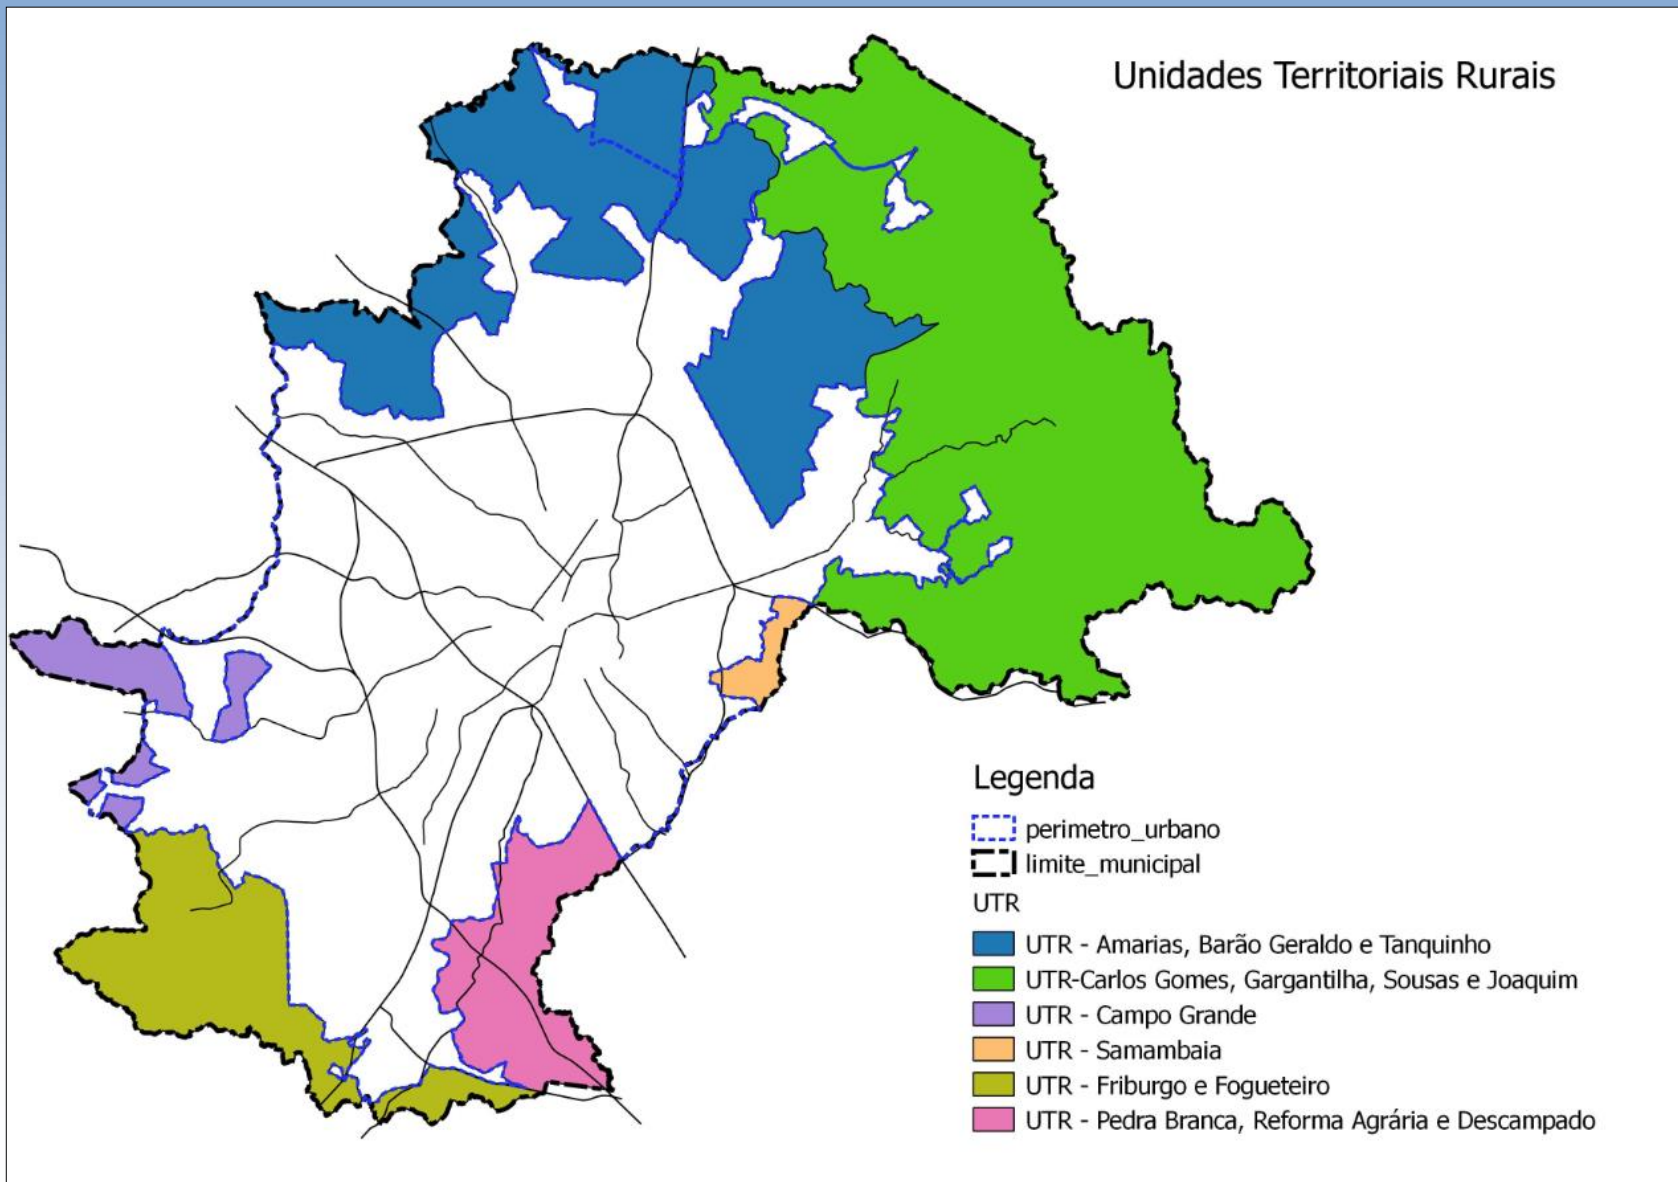 Unidades Territoriais Rurais
Legenda
perimetro_urbano
limite_municipal
UTR
UTR - Amarias, Barão Geraldo e Tanquinho
UTR-Carlos Gomes, Gargantilha, Sousas e Joaquim
UTR - Campo Grande
UTR - Samambaia
UTR - Friburgo e Fogueteiro
UTR - Pedra Branca, Reforma Agrária e Descampado